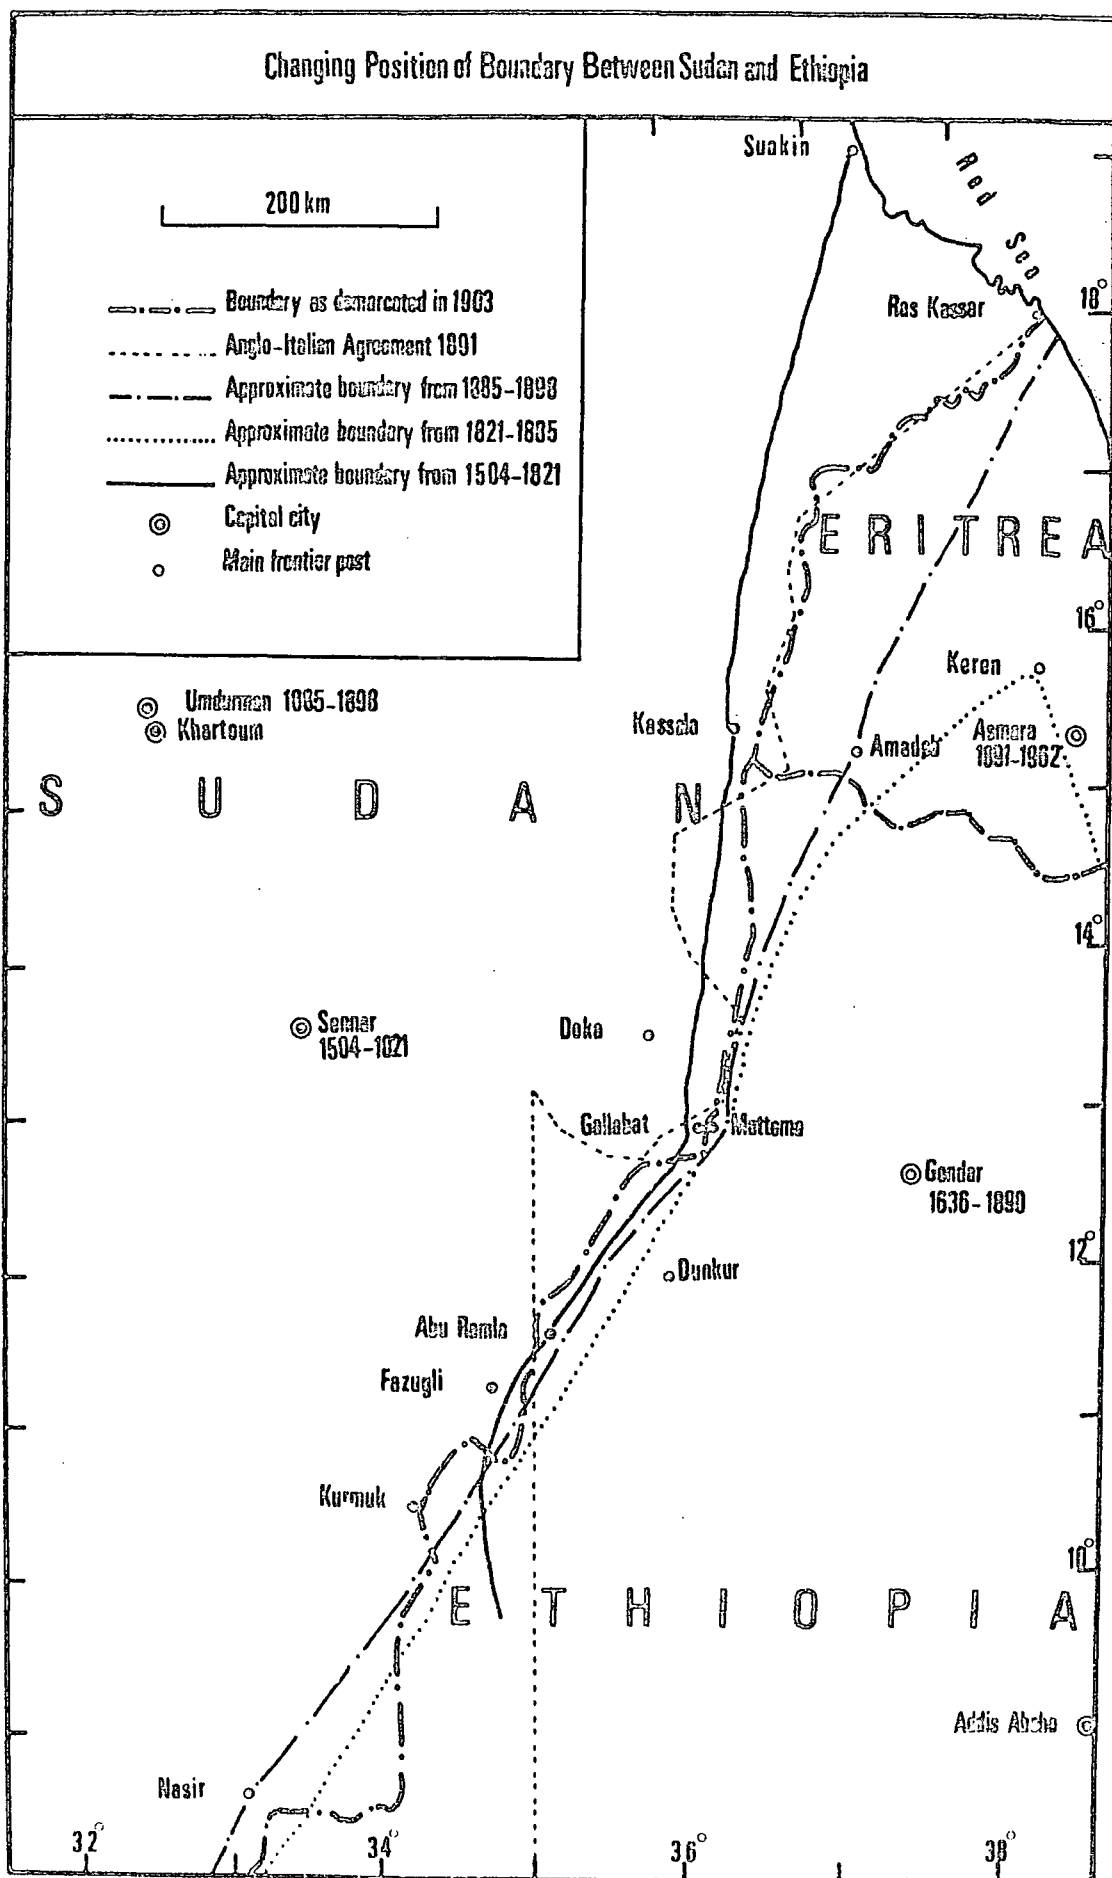 Changing Position of Boundary Between Sudan and Ethiopia
200 km
Boundary as demarcated in 1903
Anglo-Italian Agreement 1891
Approximate boundary from 1885-1898
Approximate boundary from 1821-1885
Approximate boundary from 1504-1821
Capital city
Main frontier post
Suakin
Red Sea
Ras Kassar
18°
ERITREA
16°
Keren
Umdurman 1885-1898
Khartoum
Kassala
Amadeb
Asmara
1891-1962
SUDAN
14°
Sennar
1504-1821
Doka
Gallabat
Mattema
Gondar
1636-1890
12°
Dunkur
Abu Ramla
Fazugli
Kurmuk
10°
ETHIOPIA
Addis Ababa
Nasir
32°
34°
36°
38°